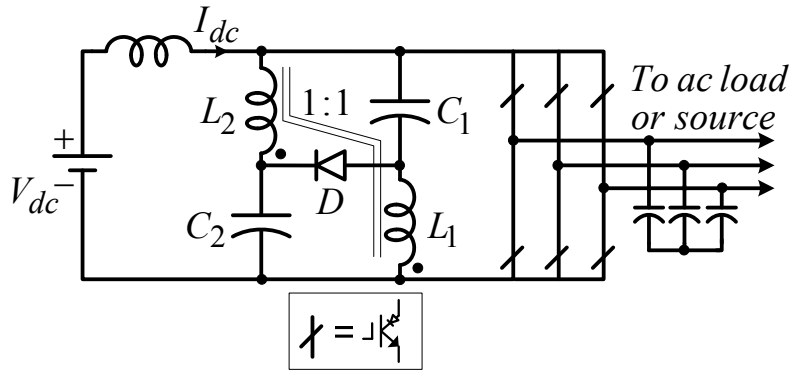 I_dc
L_2
1:1
C_1
To ac load
or source
+
V_dc
−
D
C_2
L_1
=